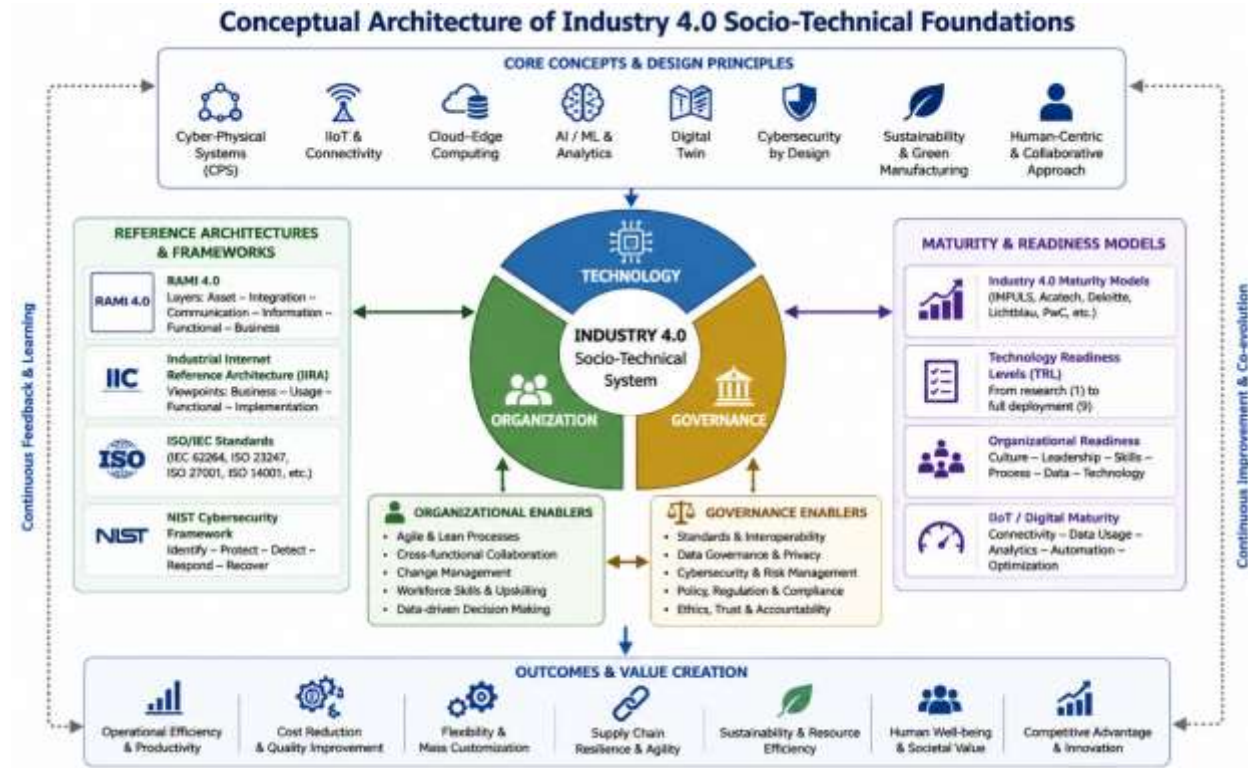 Conceptual Architecture of Industry 4.0 Socio-Technical Foundations
CORE CONCEPTS & DESIGN PRINCIPLES
Cyber-Physical
Systems
(CPS)
IIoT &
Connectivity
Cloud–Edge
Computing
AI / ML &
Analytics
Digital
Twin
Cybersecurity
by Design
Sustainability
& Green
Manufacturing
Human-Centric
& Collaborative
Approach
Continuous Feedback & Learning
REFERENCE ARCHITECTURES
& FRAMEWORKS
RAMI 4.0
RAMI 4.0
Layers: Asset – Integration –
Communication – Information –
Functional – Business
IIC
Industrial Internet
Reference Architecture (IIRA)
Viewpoints: Business – Usage –
Functional – Implementation
ISO
ISO/IEC Standards
(IEC 62264, ISO 23247,
ISO 27001, ISO 14001, etc.)
NIST
NIST Cybersecurity
Framework
Identify – Protect – Detect –
Respond – Recover
TECHNOLOGY
INDUSTRY 4.0
Socio-Technical
System
ORGANIZATION
GOVERNANCE
MATURITY & READINESS MODELS
Industry 4.0 Maturity Models
(IMPULS, Acatech, Deloitte,
Lichtblau, PwC, etc.)
Technology Readiness
Levels (TRL)
From research (1) to
full deployment (9)
Organizational Readiness
Culture – Leadership – Skills –
Process – Data – Technology
IIoT / Digital Maturity
Connectivity – Data Usage –
Analytics – Automation –
Optimization
Continuous Improvement & Co-evolution
ORGANIZATIONAL ENABLERS
• Agile & Lean Processes
• Cross-functional Collaboration
• Change Management
• Workforce Skills & Upskilling
• Data-driven Decision Making
GOVERNANCE ENABLERS
• Standards & Interoperability
• Data Governance & Privacy
• Cybersecurity & Risk Management
• Policy, Regulation & Compliance
• Ethics, Trust & Accountability
OUTCOMES & VALUE CREATION
Operational Efficiency
& Productivity
Cost Reduction
& Quality Improvement
Flexibility &
Mass Customization
Supply Chain
Resilience & Agility
Sustainability & Resource
Efficiency
Human Well-being
& Societal Value
Competitive Advantage
& Innovation